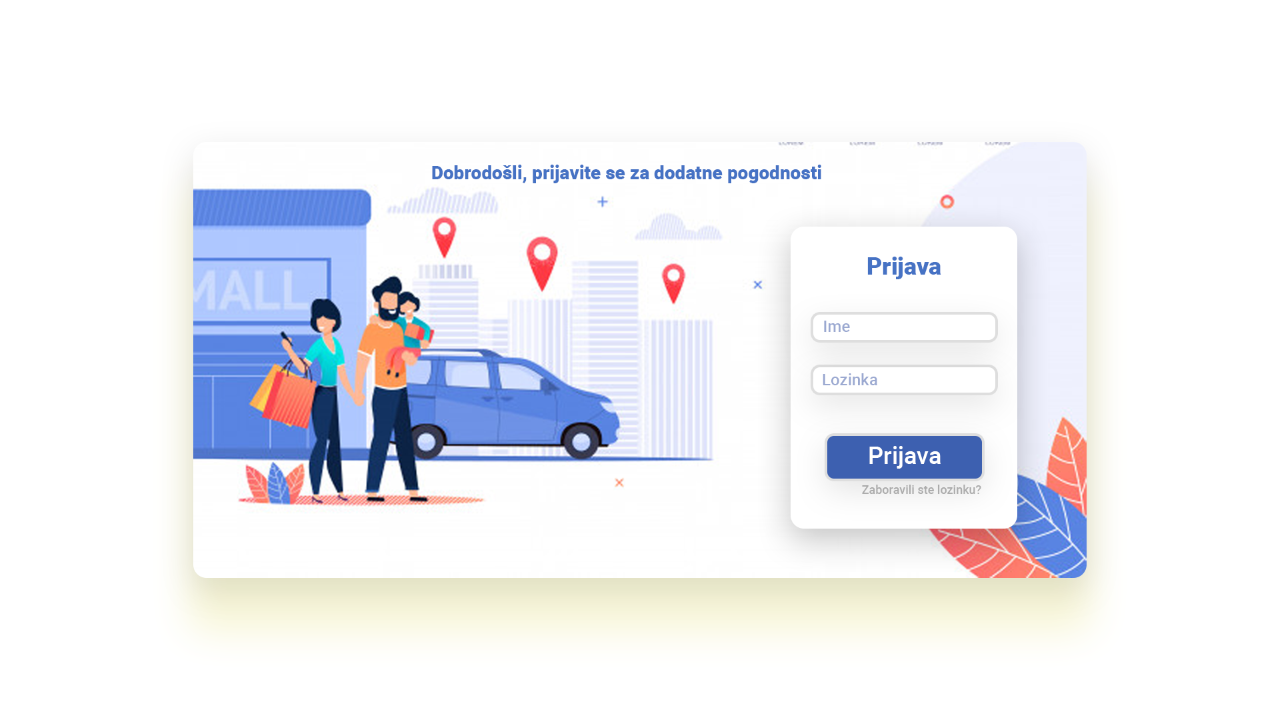 Dobrodošli, prijavite se za dodatne pogodnosti
MALL
Prijava
Ime
Lozinka
Prijava
Zaboravili ste lozinku?